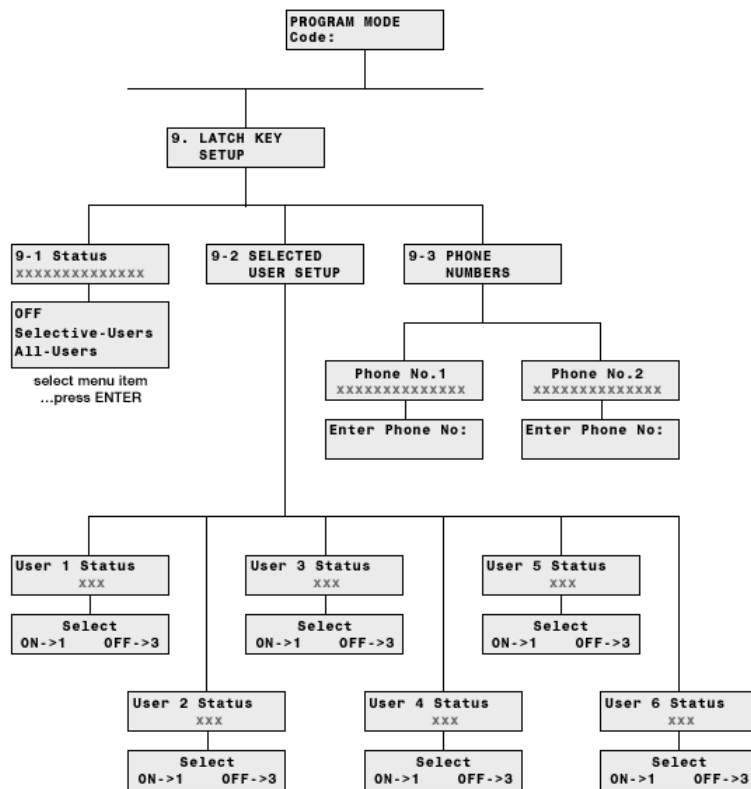 PROGRAM MODE
Code:
9. LATCH KEY
SETUP
9-1 Status
xxxxxxxxxxxxxx
OFF
Selective-Users
All-Users
select menu item
...press ENTER
9-2 SELECTED
USER SETUP
9-3 PHONE
NUMBERS
Phone No.1
xxxxxxxxxxxxxx
Enter Phone No:
Phone No.2
xxxxxxxxxxxxxx
Enter Phone No:
User 1 Status
xxx
Select
ON->1 OFF->3
User 3 Status
xxx
Select
ON->1 OFF->3
User 5 Status
xxx
Select
ON->1 OFF->3
User 2 Status
xxx
Select
ON->1 OFF->3
User 4 Status
xxx
Select
ON->1 OFF->3
User 6 Status
xxx
Select
ON->1 OFF->3